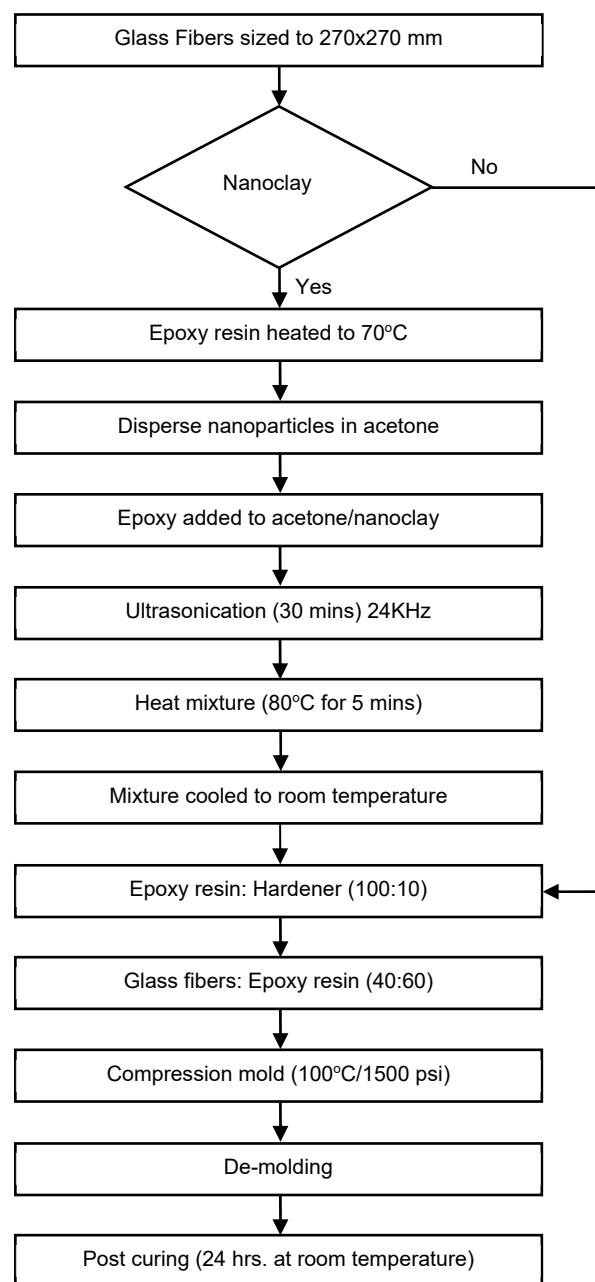 Glass Fibers sized to 270x270 mm
Nanoclay
No
Yes
Epoxy resin heated to 70°C
Disperse nanoparticles in acetone
Epoxy added to acetone/nanoclay
Ultrasonication (30 mins) 24KHz
Heat mixture (80°C for 5 mins)
Mixture cooled to room temperature
Epoxy resin: Hardener (100:10)
Glass fibers: Epoxy resin (40:60)
Compression mold (100°C/1500 psi)
De-molding
Post curing (24 hrs. at room temperature)